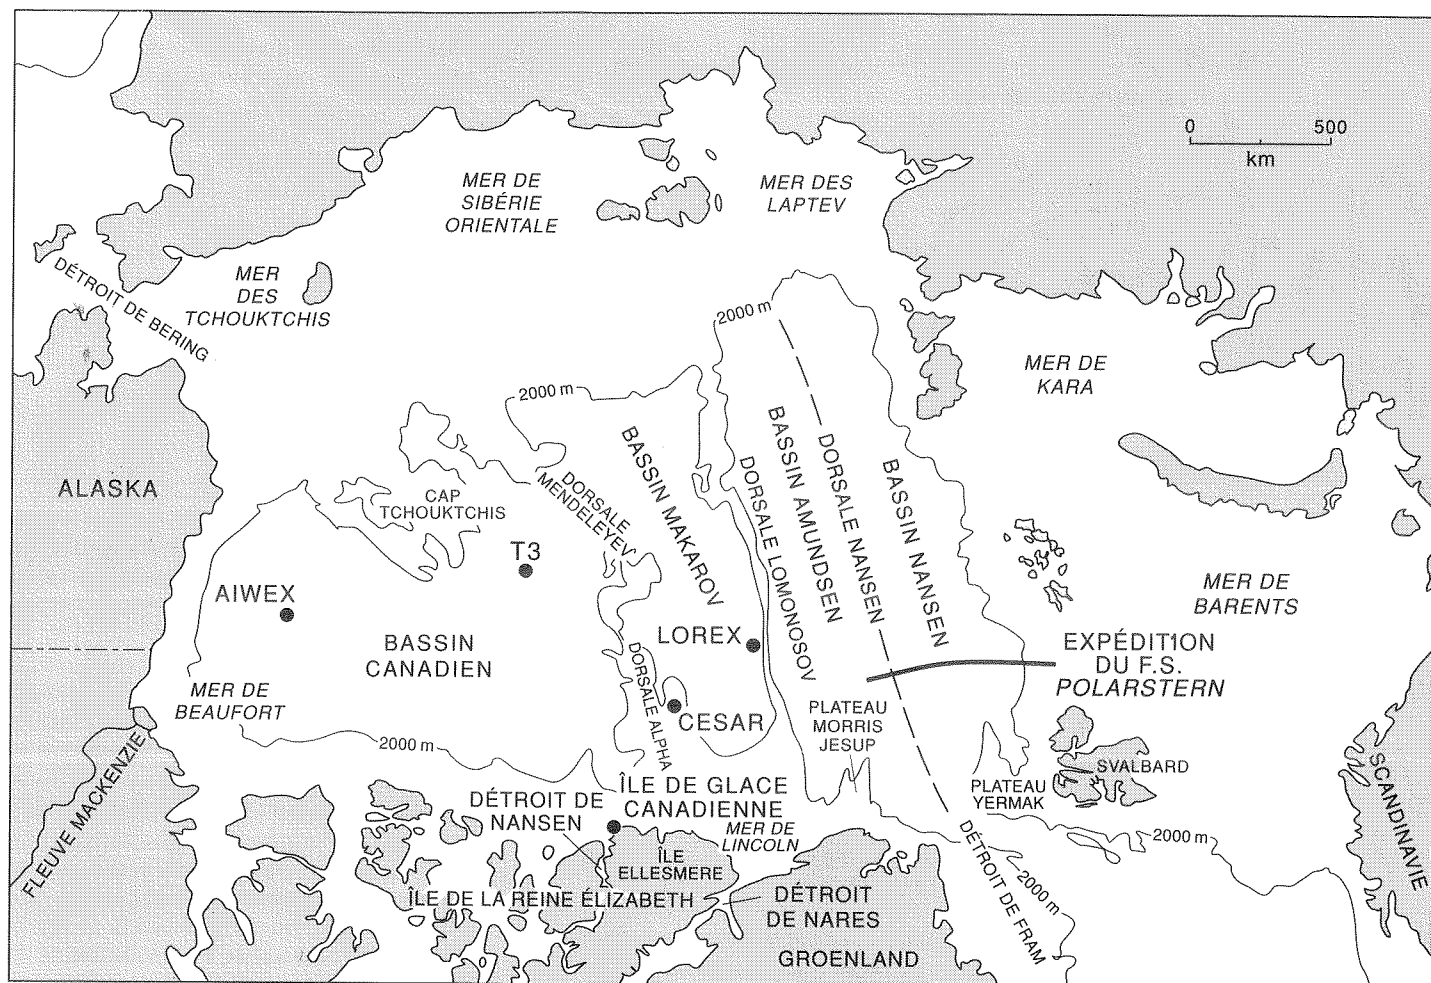 0 500
km
MER DE
SIBÉRIE
ORIENTALE
MER DES
LAPTEV
MER
DES
TCHOUKTCHIS
DÉTROIT DE BERING
2000 m
MER DE
KARA
2000 m
BASSIN MAKAROV
DORSALE LOMONOSOV
BASSIN AMUNDSEN
DORSALE NANSEN
BASSIN NANSEN
ALASKA
CAP
TCHOUKTCHIS
DORSALE
MENDELEYEV
T3
AIWEX
MER DE
BARENTS
BASSIN
CANADIEN
LOREX
EXPÉDIT1ON
DU F.S.
POLARSTERN
MER DE
BEAUFORT
DORSALE ALPHA
CESAR
PLATEAU
MORRIS
JESUP
2000 m
SVALBARD
PLATEAU
YERMAK
FLEUVE MACKENZIE
SCANDINAVIE
ÎLE DE GLACE
CANADIENNE
DÉTROIT DE
NANSEN
MER DE
LINCOLN
2000 m
ÎLE
ELLESMERE
DÉTROIT DE FRAM
2000 m
ÎLE DE LA REINE ÉLIZABETH
DÉTROIT
DE NARES
GROENLAND